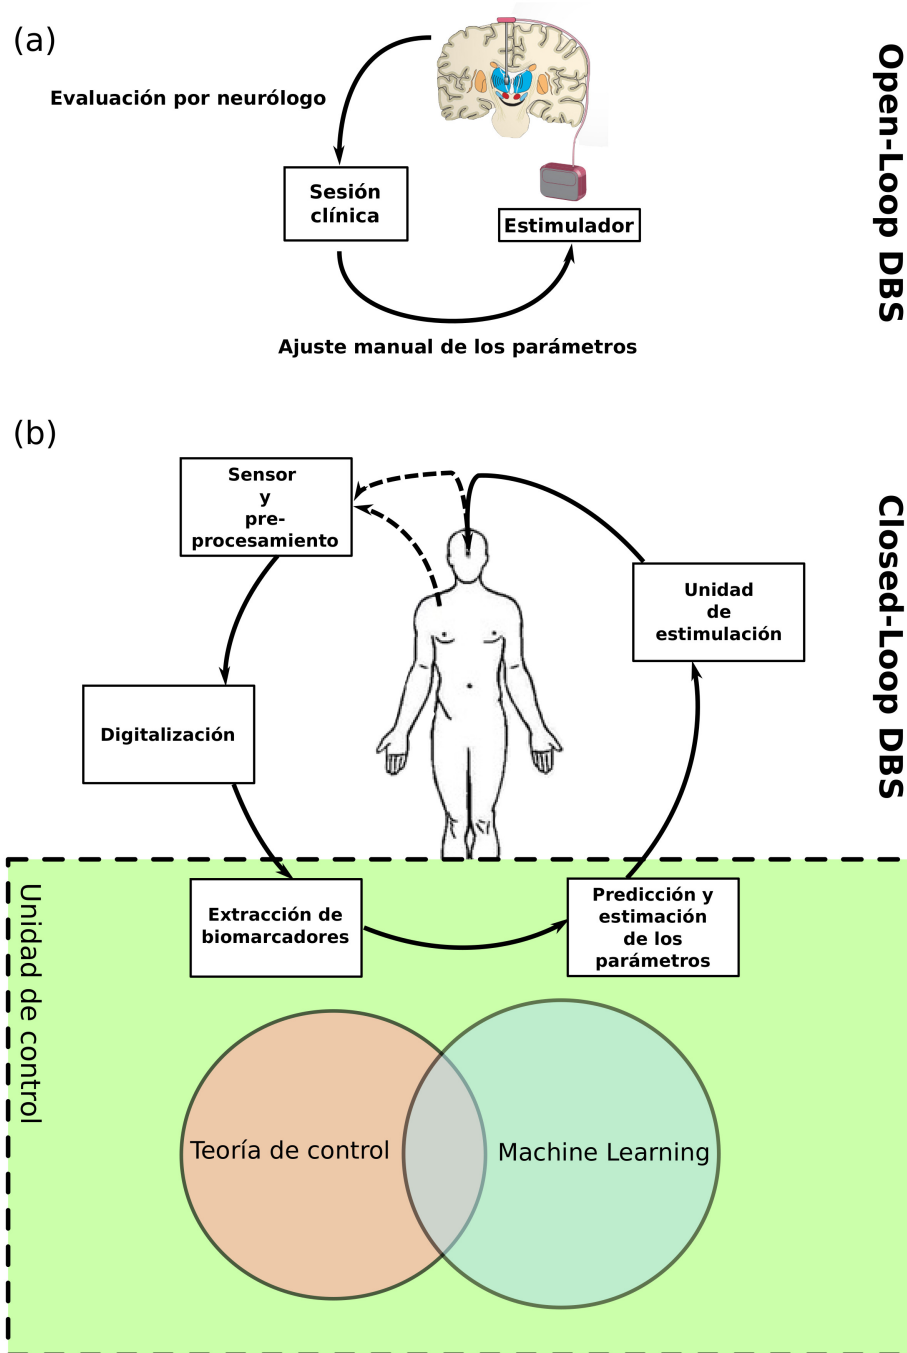 (a)
Open-Loop DBS
Evaluación por neurólogo
Sesión
clínica
Estimulador
Ajuste manual de los parámetros
(b)
Closed-Loop DBS
Sensor
y
pre-
procesamiento
Unidad
de
estimulación
Digitalización
Unidad de control
Extracción de
biomarcadores
Predicción y
estimación
de los
parámetros
Teoría de control
Machine Learning